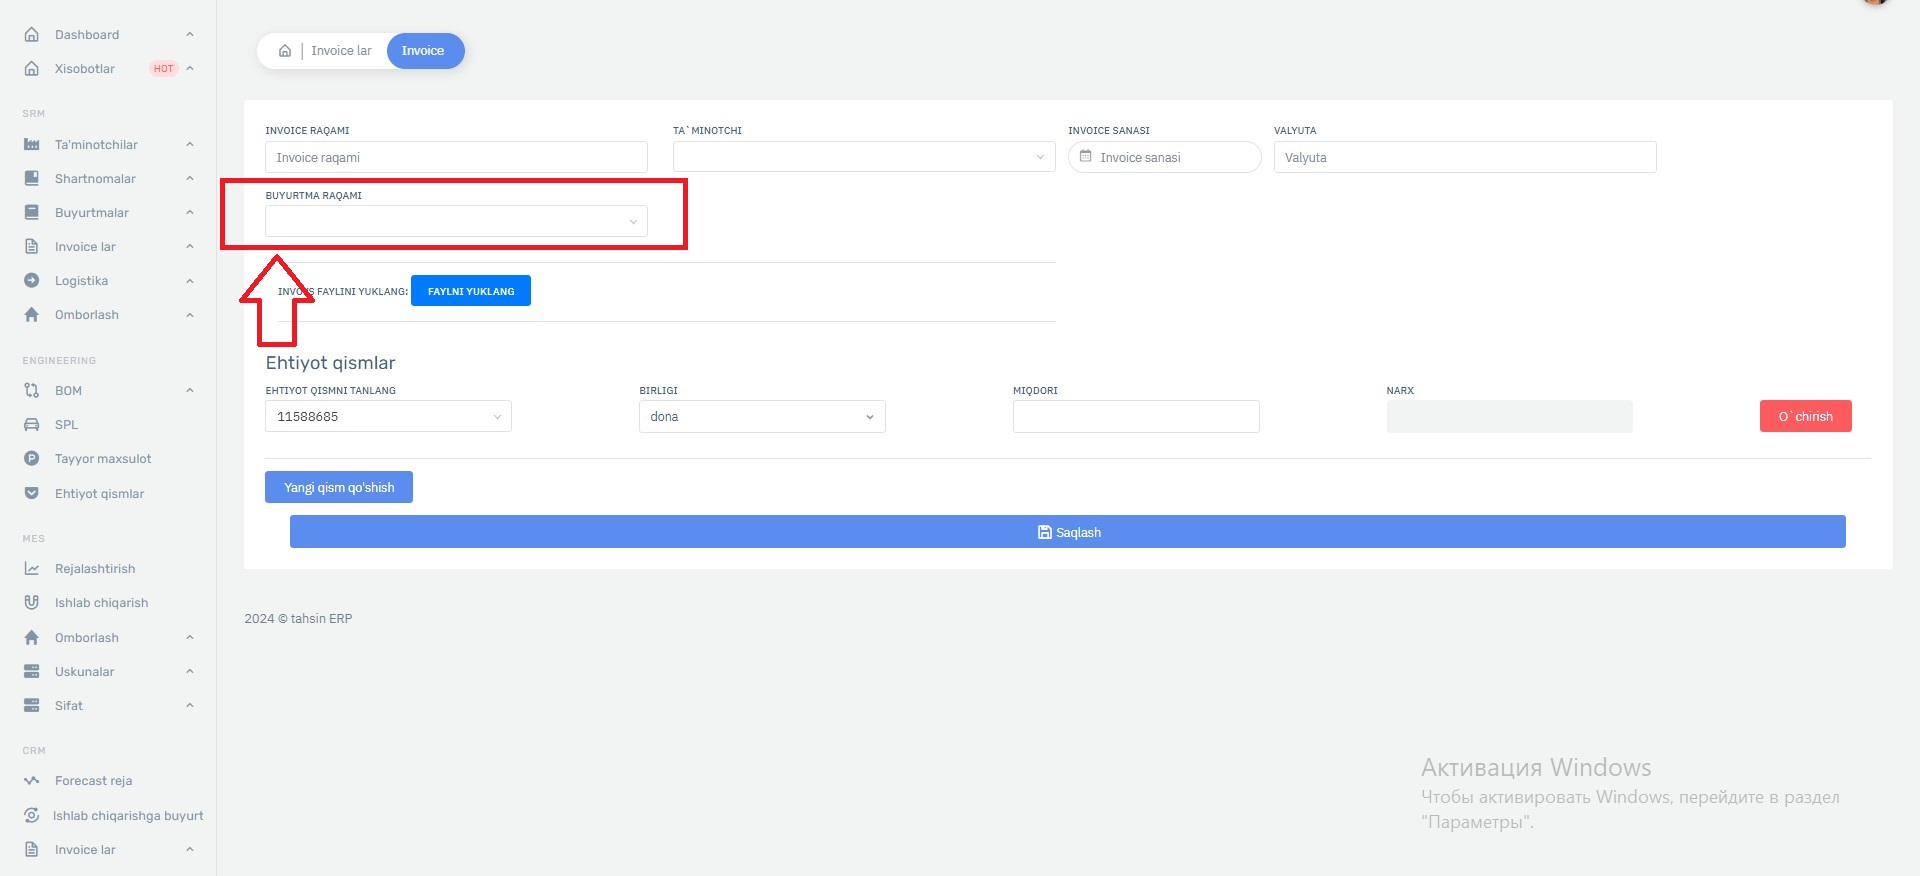 Dashboard
Xisobotlar HOT
SRM
Ta'minotchilar
Shartnomalar
Buyurtmalar
Invoice lar
Logistika
Omborlash
ENGINEERING
BOM
SPL
Tayyor maxsulot
Ehtiyot qismlar
MES
Rejalashtirish
Ishlab chiqarish
Omborlash
Uskunalar
Sifat
CRM
Forecast reja
Ishlab chiqarishga buyurt
Invoice lar
Invoice lar Invoice
INVOICE RAQAMI TA`MINOTCHI INVOICE SANASI VALYUTA
Invoice raqami Invoice sanasi Valyuta
BUYURTMA RAQAMI
FAYLINI YUKLANG: FAYLNI YUKLANG
Ehtiyot qismlar
EHTIYOT QISMNI TANLANG BIRLIGI MIQDORI NARX
11588685 dona O`chirish
Yangi qism qo'shish
Saqlash
2024 © tahsin ERP
Активация Windows
Чтобы активировать Windows, перейдите в раздел
"Параметры".